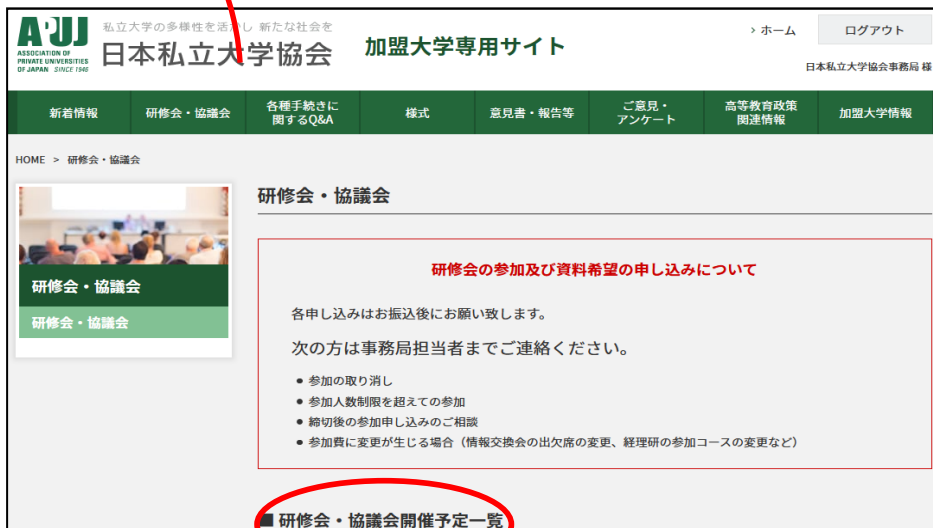 APUJ
ASSOCIATION OF
PRIVATE UNIVERSITIES
OF JAPAN SINCE 1946
私立大学の多様性を活かし 新たな社会を
日本私立大学協会
加盟大学専用サイト
> ホーム
ログアウト
日本私立大学協会事務局 様
新着情報
研修会・協議会
各種手続きに
関するQ&A
様式
意見書・報告等
ご意見・
アンケート
高等教育政策
関連情報
加盟大学情報
HOME > 研修会・協議会
研修会・協議会
研修会・協議会
研修会・協議会
研修会の参加及び資料希望の申し込みについて
各申し込みはお振込後にお願い致します。
次の方は事務局担当者までご連絡ください。
● 参加の取り消し
● 参加人数制限を超えての参加
● 締切後の参加申し込みのご相談
● 参加費に変更が生じる場合（情報交換会の出欠席の変更、経理研の参加コースの変更など）
■ 研修会・協議会開催予定一覧